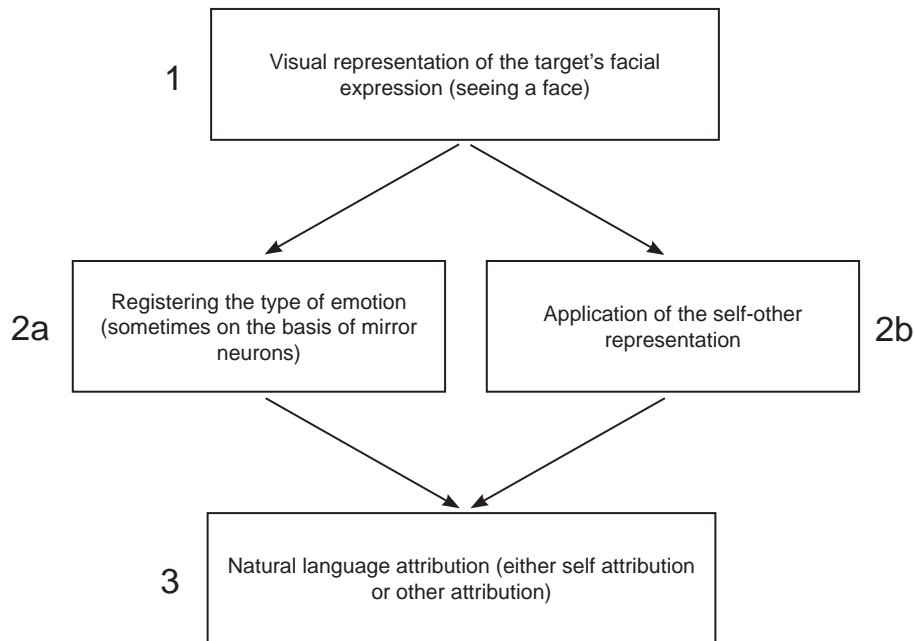 1
Visual representation of the target's facial
expression (seeing a face)
2a
Registering the type of emotion
(sometimes on the basis of mirror
neurons)
Application of the self-other
representation
2b
3
Natural language attribution (either self attribution
or other attribution)